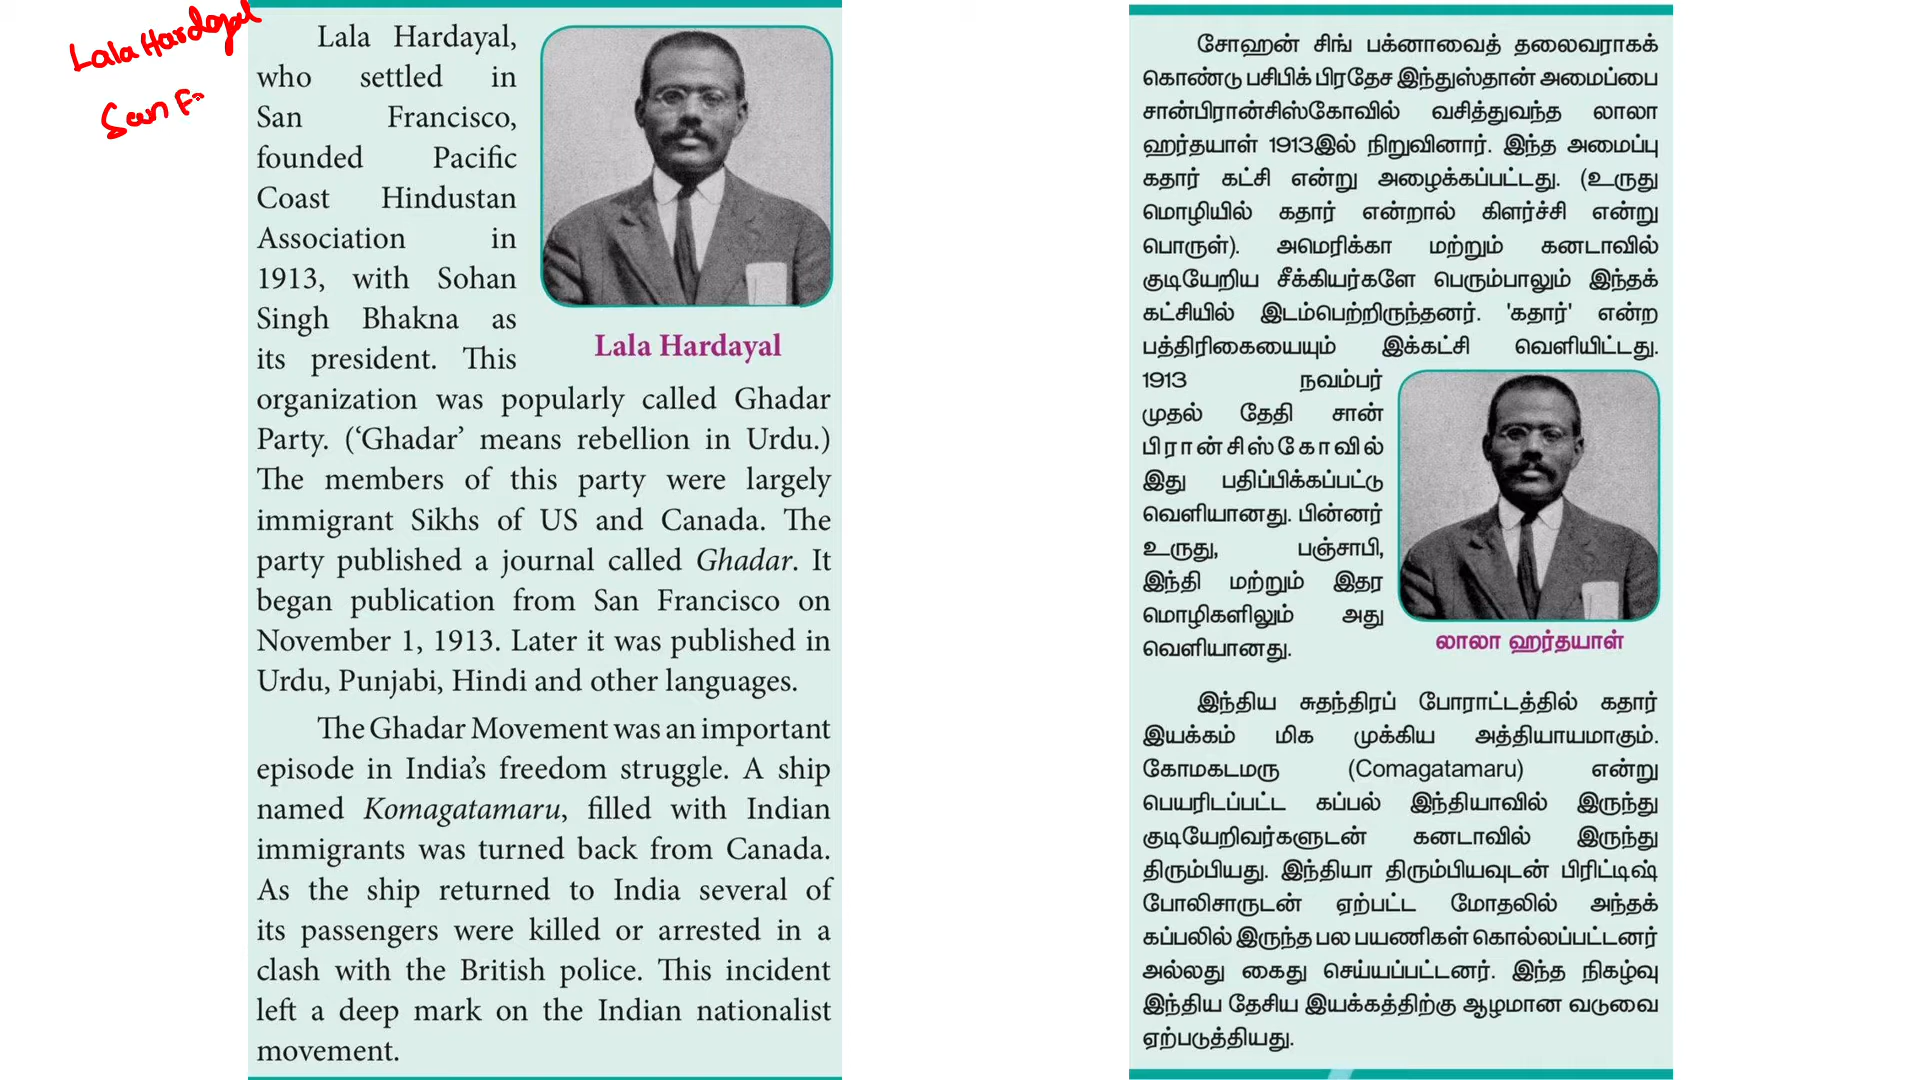 Lala Hardayal
San F
Lala Hardayal,
who settled in
San Francisco,
founded Pacific
Coast Hindustan
Association in
1913, with Sohan
Singh Bhakna as
its president. This
organization was popularly called Ghadar
Party. (‘Ghadar’ means rebellion in Urdu.)
The members of this party were largely
immigrant Sikhs of US and Canada. The
party published a journal called Ghadar. It
began publication from San Francisco on
November 1, 1913. Later it was published in
Urdu, Punjabi, Hindi and other languages.
Lala Hardayal
The Ghadar Movement was an important
episode in India’s freedom struggle. A ship
named Komagatamaru, filled with Indian
immigrants was turned back from Canada.
As the ship returned to India several of
its passengers were killed or arrested in a
clash with the British police. This incident
left a deep mark on the Indian nationalist
movement.
சோஹன் சிங் பக்னாவைத் தலைவராகக்
கொண்டு பசிபிக் பிரதேச இந்துஸ்தான் அமைப்பை
சான்பிரான்சிஸ்கோவில் வசித்துவந்த லாலா
ஹர்தயாள் 1913இல் நிறுவினார். இந்த அமைப்பு
கதார் கட்சி என்று அழைக்கப்பட்டது. (உருது
மொழியில் கதார் என்றால் கிளர்ச்சி என்று
பொருள்). அமெரிக்கா மற்றும் கனடாவில்
குடியேறிய சீக்கியர்களே பெரும்பாலும் இந்தக்
கட்சியில் இடம்பெற்றிருந்தனர். 'கதார்' என்ற
பத்திரிகையையும் இக்கட்சி வெளியிட்டது.
1913 நவம்பர்
முதல் தேதி சான்
பிரான்சிஸ்கோவில்
இது பதிப்பிக்கப்பட்டு
வெளியானது. பின்னர்
உருது, பஞ்சாபி,
இந்தி மற்றும் இதர
மொழிகளிலும் அது
வெளியானது.
லாலா ஹர்தயாள்
இந்திய சுதந்திரப் போராட்டத்தில் கதார்
இயக்கம் மிக முக்கிய அத்தியாயமாகும்.
கோமகடமரு (Comagatamaru) என்று
பெயரிடப்பட்ட கப்பல் இந்தியாவில் இருந்து
குடியேறிவர்களுடன் கனடாவில் இருந்து
திரும்பியது. இந்தியா திரும்பியவுடன் பிரிட்டிஷ்
போலிசாருடன் ஏற்பட்ட மோதலில் அந்தக்
கப்பலில் இருந்த பல பயணிகள் கொல்லப்பட்டனர்
அல்லது கைது செய்யப்பட்டனர். இந்த நிகழ்வு
இந்திய தேசிய இயக்கத்திற்கு ஆழமான வடுவை
ஏற்படுத்தியது.